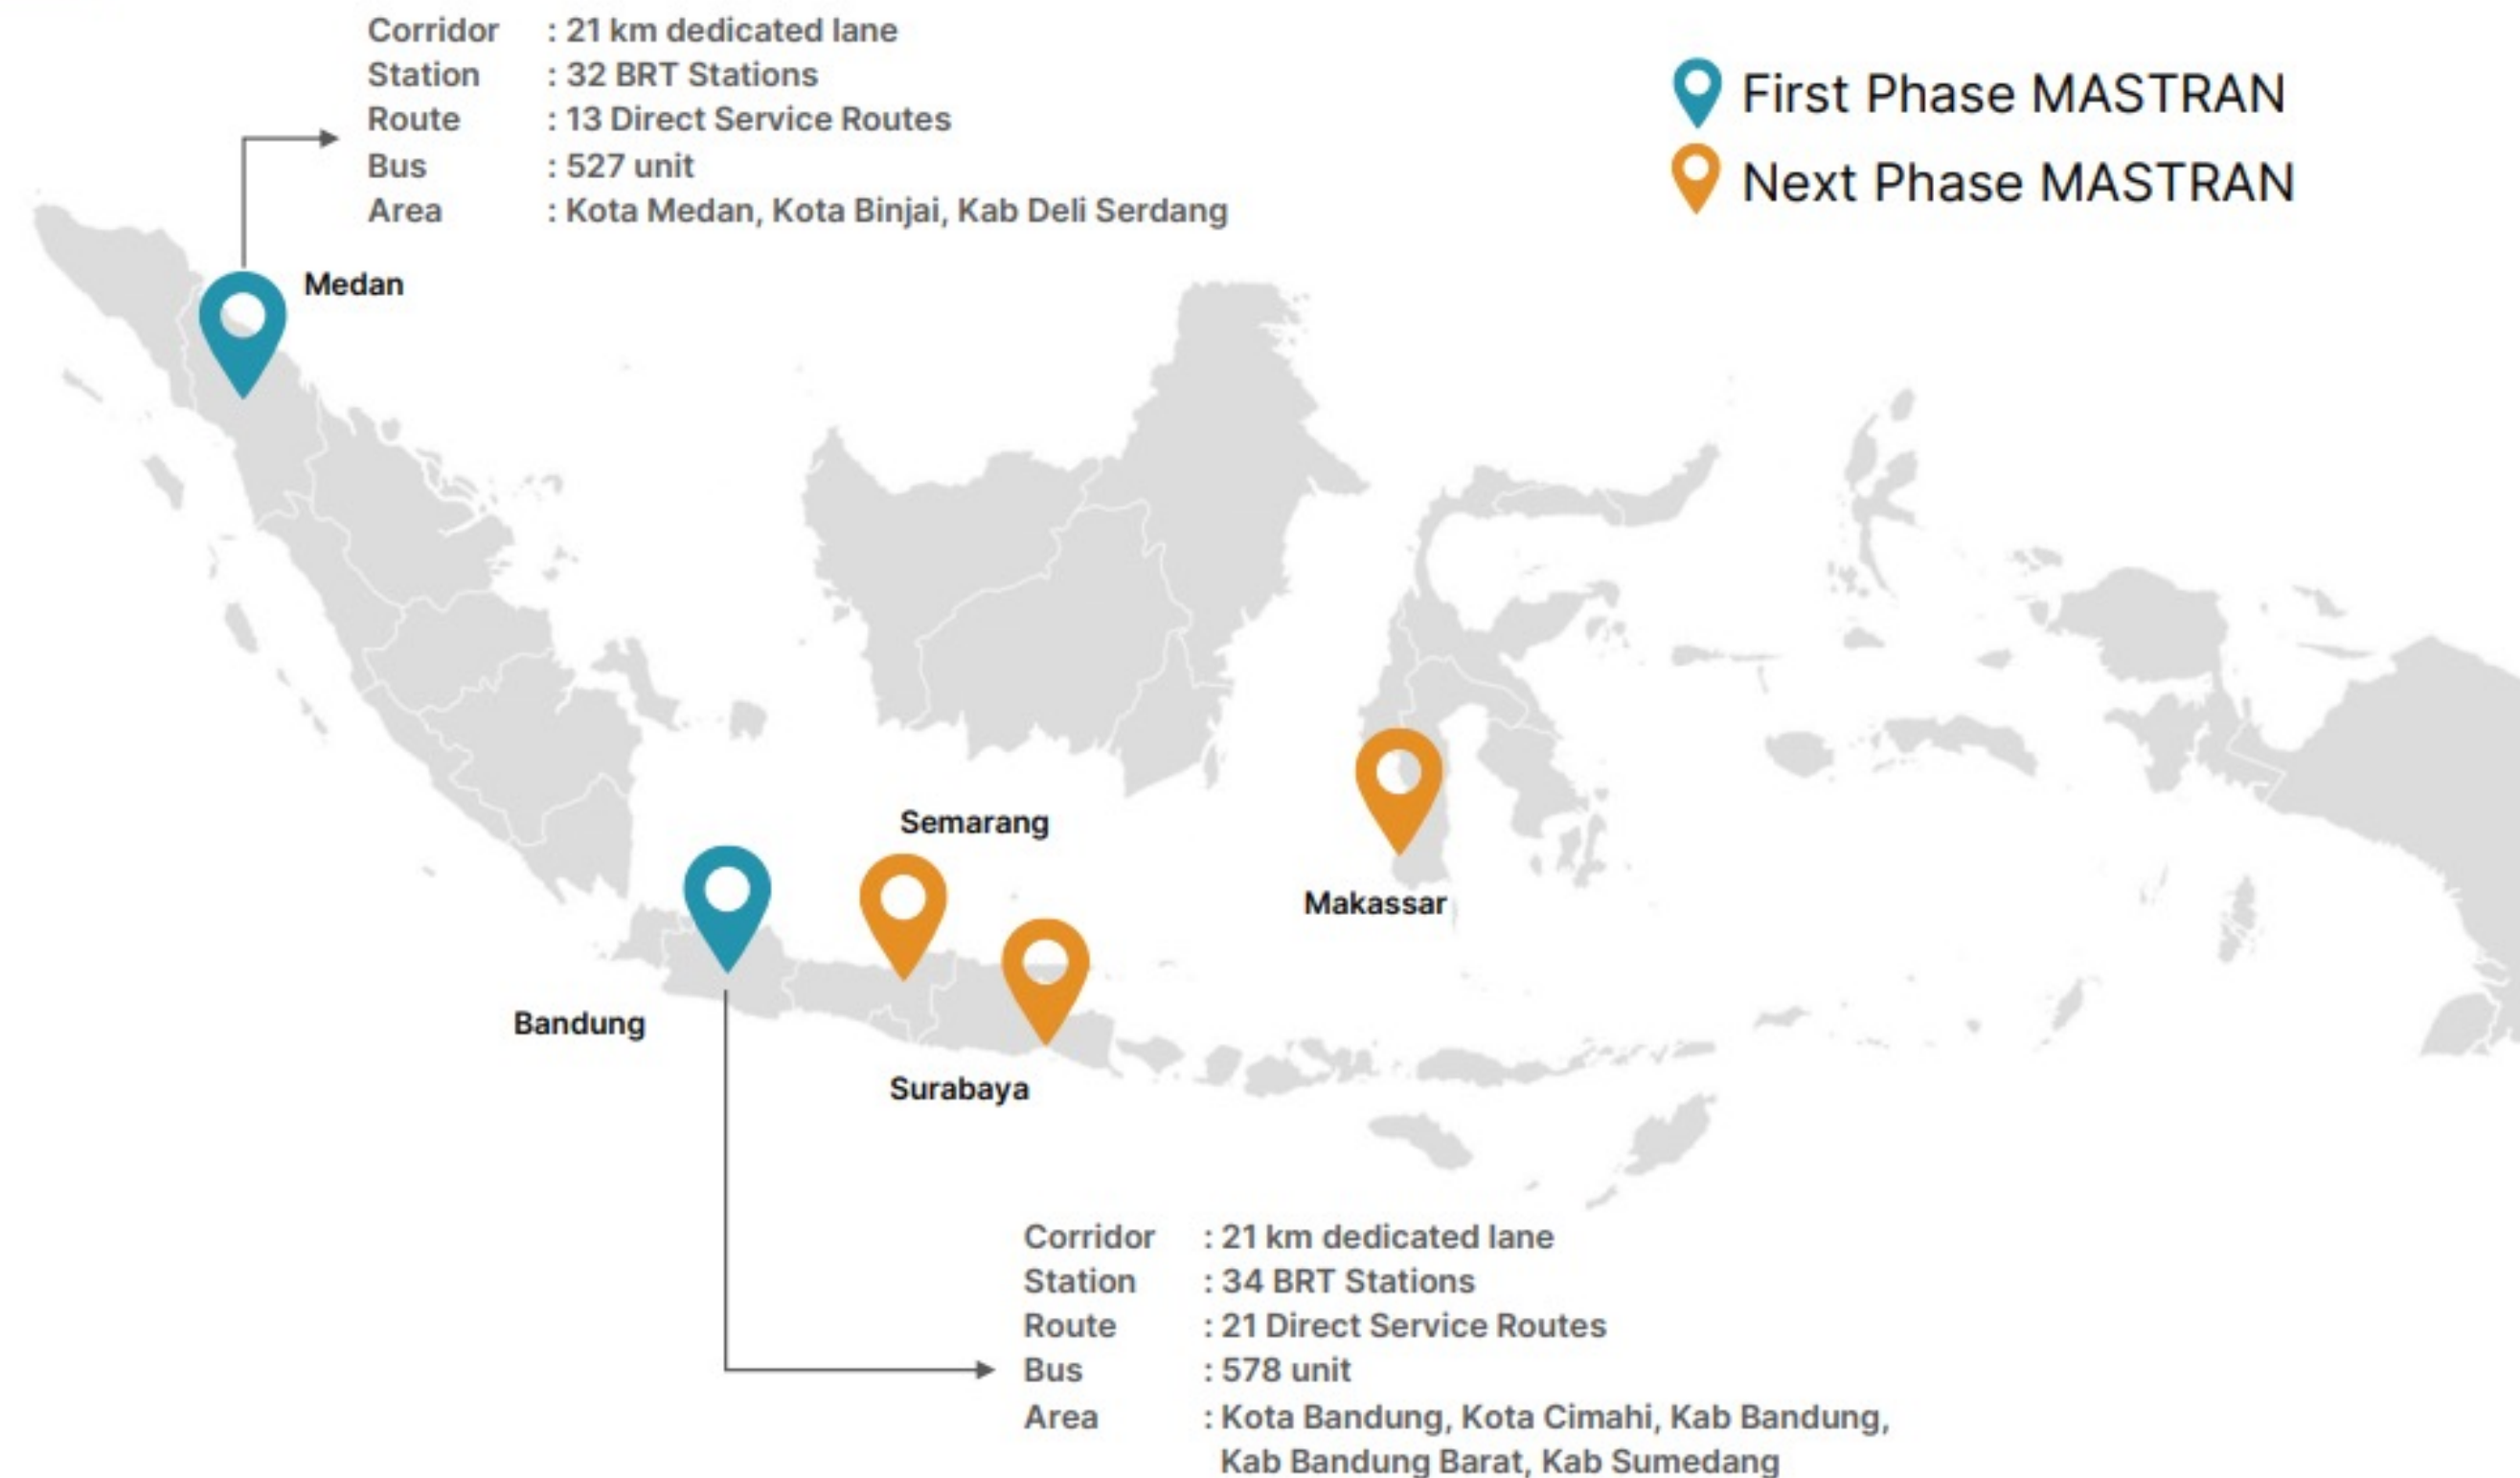 Corridor : 21 km dedicated lane
Station : 32 BRT Stations
Route : 13 Direct Service Routes
Bus : 527 unit
Area : Kota Medan, Kota Binjai, Kab Deli Serdang
First Phase MASTRAN
Next Phase MASTRAN
Medan
Semarang
Makassar
Bandung
Surabaya
Corridor : 21 km dedicated lane
Station : 34 BRT Stations
Route : 21 Direct Service Routes
Bus : 578 unit
Area : Kota Bandung, Kota Cimahi, Kab Bandung,
Kab Bandung Barat, Kab Sumedang